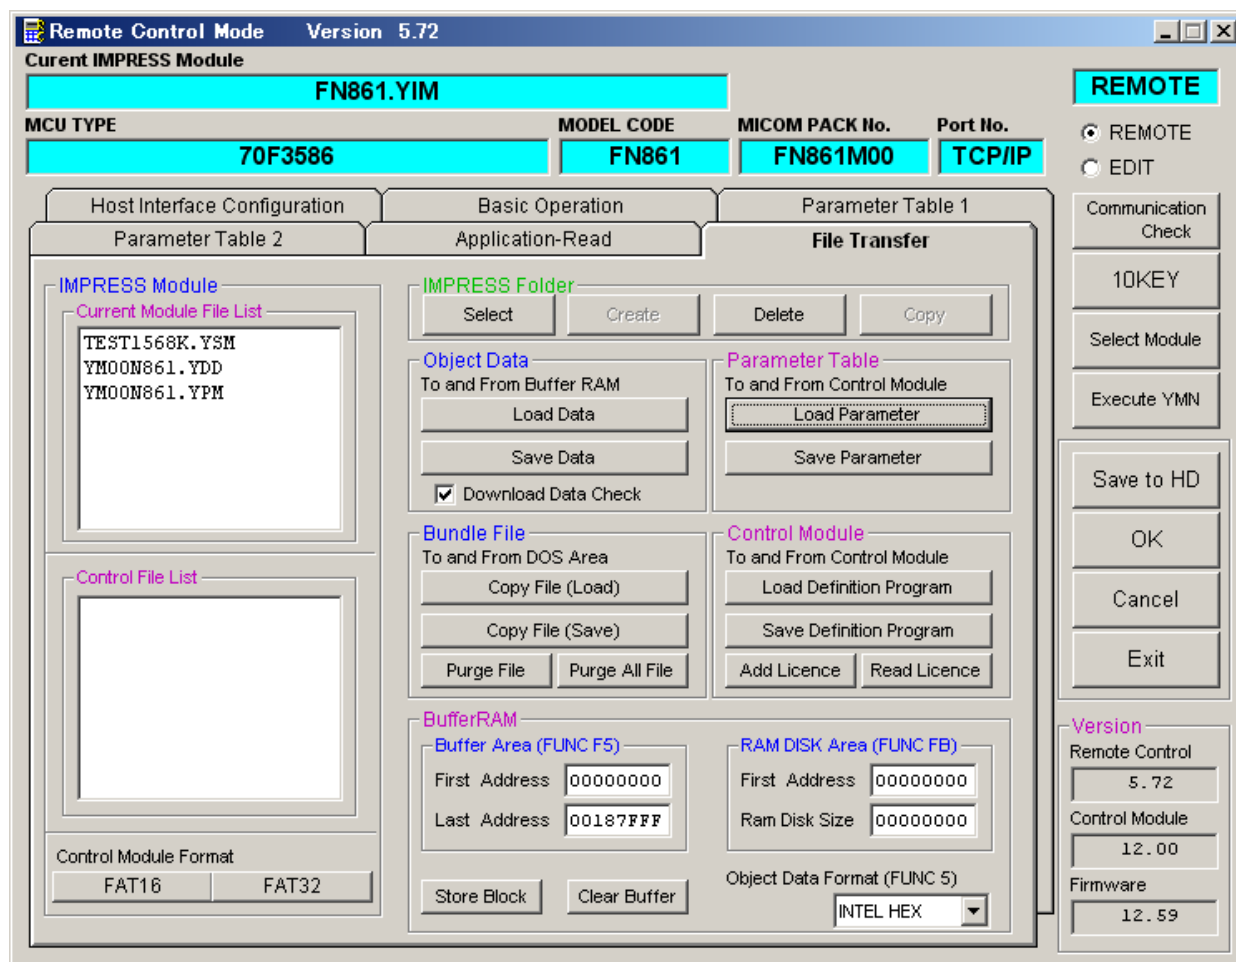 Remote Control Mode Version 5.72
Curent IMPRESS Module
FN861.YIM
MCU TYPE MODEL CODE MICOM PACK No. Port No.
70F3586 FN861 FN861M00 TCP/IP
REMOTE
REMOTE
EDIT
Host Interface Configuration Basic Operation Parameter Table 1
Parameter Table 2 Application-Read File Transfer
IMPRESS Module
Current Module File List
TEST1568K.YSM
YM00N861.YDD
YM00N861.YPM
Control File List
Control Module Format
FAT16 FAT32
IMPRESS Folder
Select Create Delete Copy
Object Data
To and From Buffer RAM
Load Data
Save Data
Download Data Check
Parameter Table
To and From Control Module
Load Parameter
Save Parameter
Bundle File
To and From DOS Area
Copy File (Load)
Copy File (Save)
Purge File Purge All File
Control Module
To and From Control Module
Load Definition Program
Save Definition Program
Add Licence Read Licence
BufferRAM
Buffer Area (FUNC F5)
First Address 00000000
Last Address 00187FFF
RAM DISK Area (FUNC FB)
First Address 00000000
Ram Disk Size 00000000
Store Block Clear Buffer
Object Data Format (FUNC 5)
INTEL HEX
Communication
Check
10KEY
Select Module
Execute YMN
Save to HD
OK
Cancel
Exit
Version
Remote Control
5.72
Control Module
12.00
Firmware
12.59